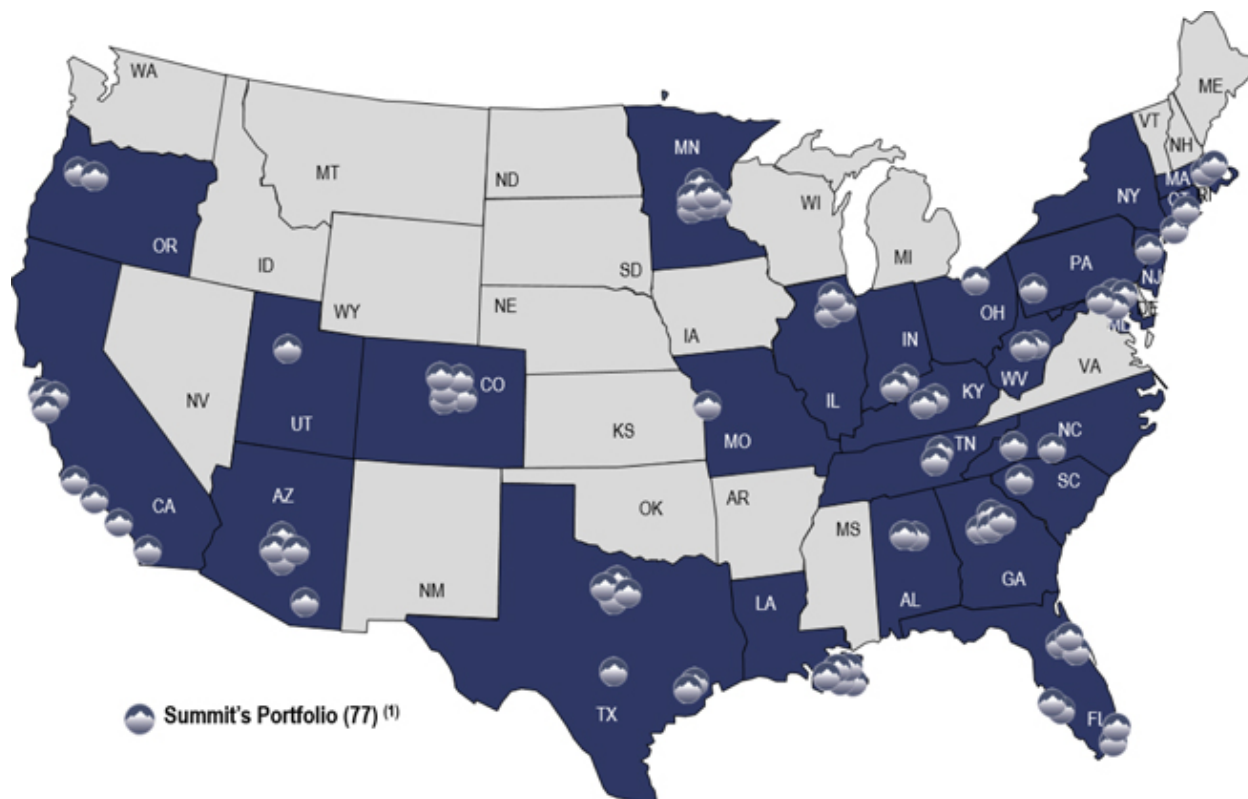 WA
ME
VT
NH
MT
ND
MN
MA
CT
RI
NY
WI
OR
ID
SD
MI
PA
WY
NJ
NE
IA
OH
DE
MD
IN
NV
CO
VA
WV
KY
UT
KS
IL
MO
NC
TN
SC
CA
AZ
AR
OK
MS
NM
GA
AL
LA
TX
FL
Summit's Portfolio (77) (1)